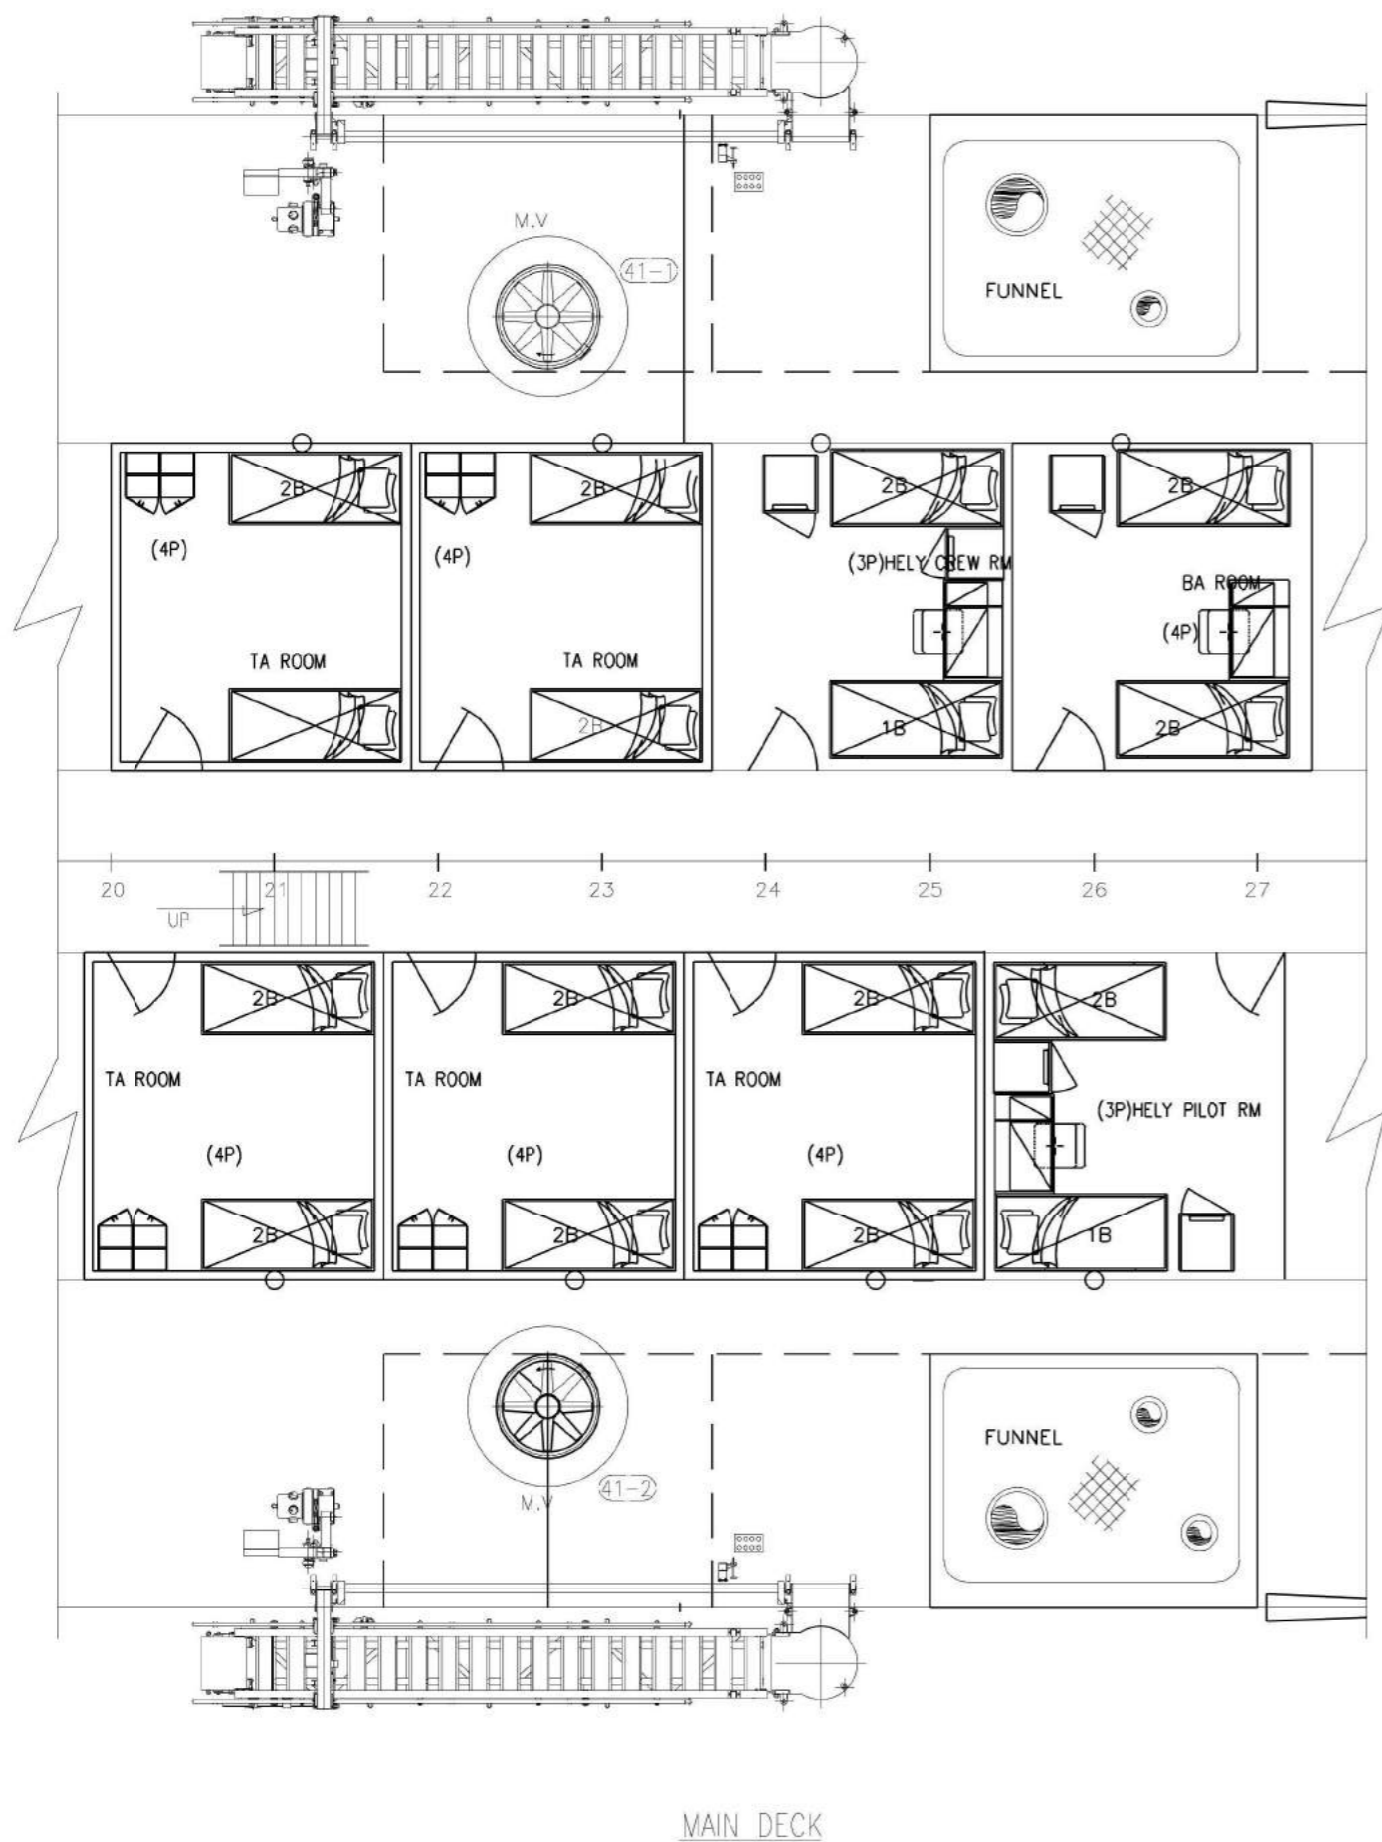 M.V
41-1
FUNNEL
2B
2B
2B
2B
(4P)
(4P)
(3P)HELY CREW RM
BA ROOM
(4P)
TA ROOM
TA ROOM
2B
1B
2B
20
21
22
23
24
25
26
27
UP
2B
2B
2B
2B
TA ROOM
TA ROOM
TA ROOM
(3P)HELY PILOT RM
(4P)
(4P)
(4P)
2B
2B
2B
1B
FUNNEL
41-2
M.V
MAIN DECK